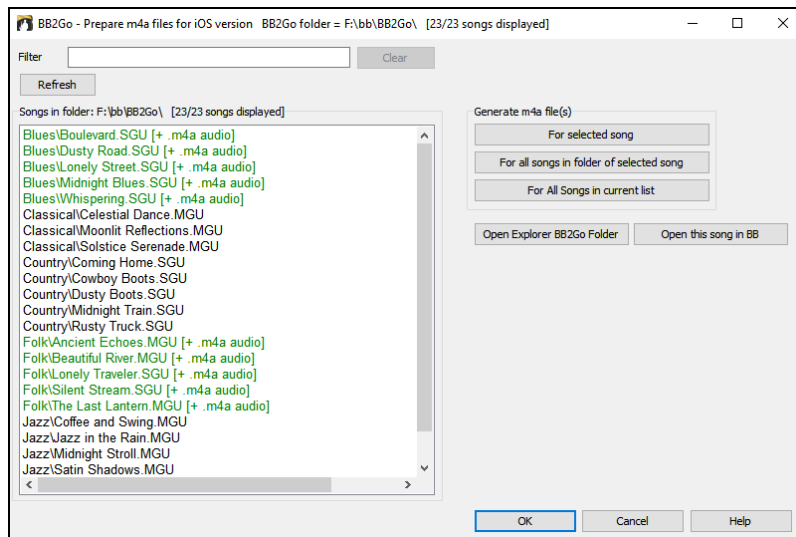 BB2Go - Prepare m4a files for iOS version   BB2Go folder = F:\bb\BB2Go\   [23/23 songs displayed]
Filter
Clear
Refresh
Songs in folder: F:\bb\BB2Go\   [23/23 songs displayed]
Blues\Boulevard.SGU [+ .m4a audio]
Blues\Dusty Road.SGU [+ .m4a audio]
Blues\Lonely Street.SGU [+ .m4a audio]
Blues\Midnight Blues.SGU [+ .m4a audio]
Blues\Whispering.SGU [+ .m4a audio]
Classical\Celestial Dance.MGU
Classical\Moonlit Reflections.MGU
Classical\Solstice Serenade.MGU
Country\Coming Home.SGU
Country\Cowboy Boots.SGU
Country\Dusty Boots.SGU
Country\Midnight Train.SGU
Country\Rusty Truck.SGU
Folk\Ancient Echoes.MGU [+ .m4a audio]
Folk\Beautiful River.MGU [+ .m4a audio]
Folk\Lonely Traveler.SGU [+ .m4a audio]
Folk\Silent Stream.SGU [+ .m4a audio]
Folk\The Last Lantern.MGU [+ .m4a audio]
Jazz\Coffee and Swing.MGU
Jazz\Jazz in the Rain.MGU
Jazz\Midnight Stroll.MGU
Jazz\Satin Shadows.MGU
Generate m4a file(s)
For selected song
For all songs in folder of selected song
For All Songs in current list
Open Explorer BB2Go Folder
Open this song in BB
OK
Cancel
Help